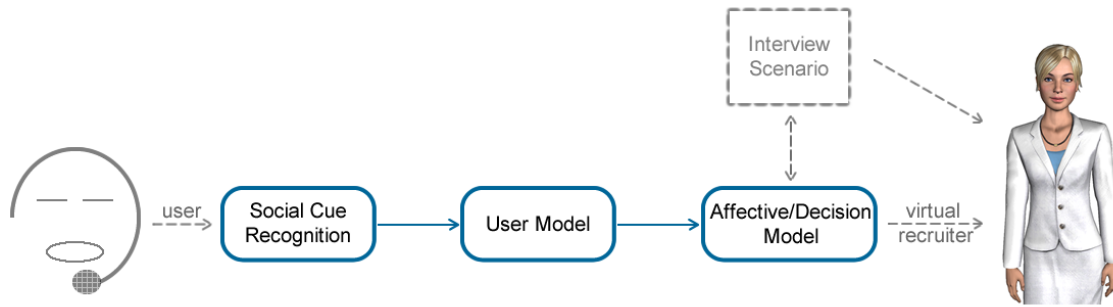 Interview
Scenario
user
Social Cue
Recognition
User Model
Affective/Decision
Model
virtual
recruiter